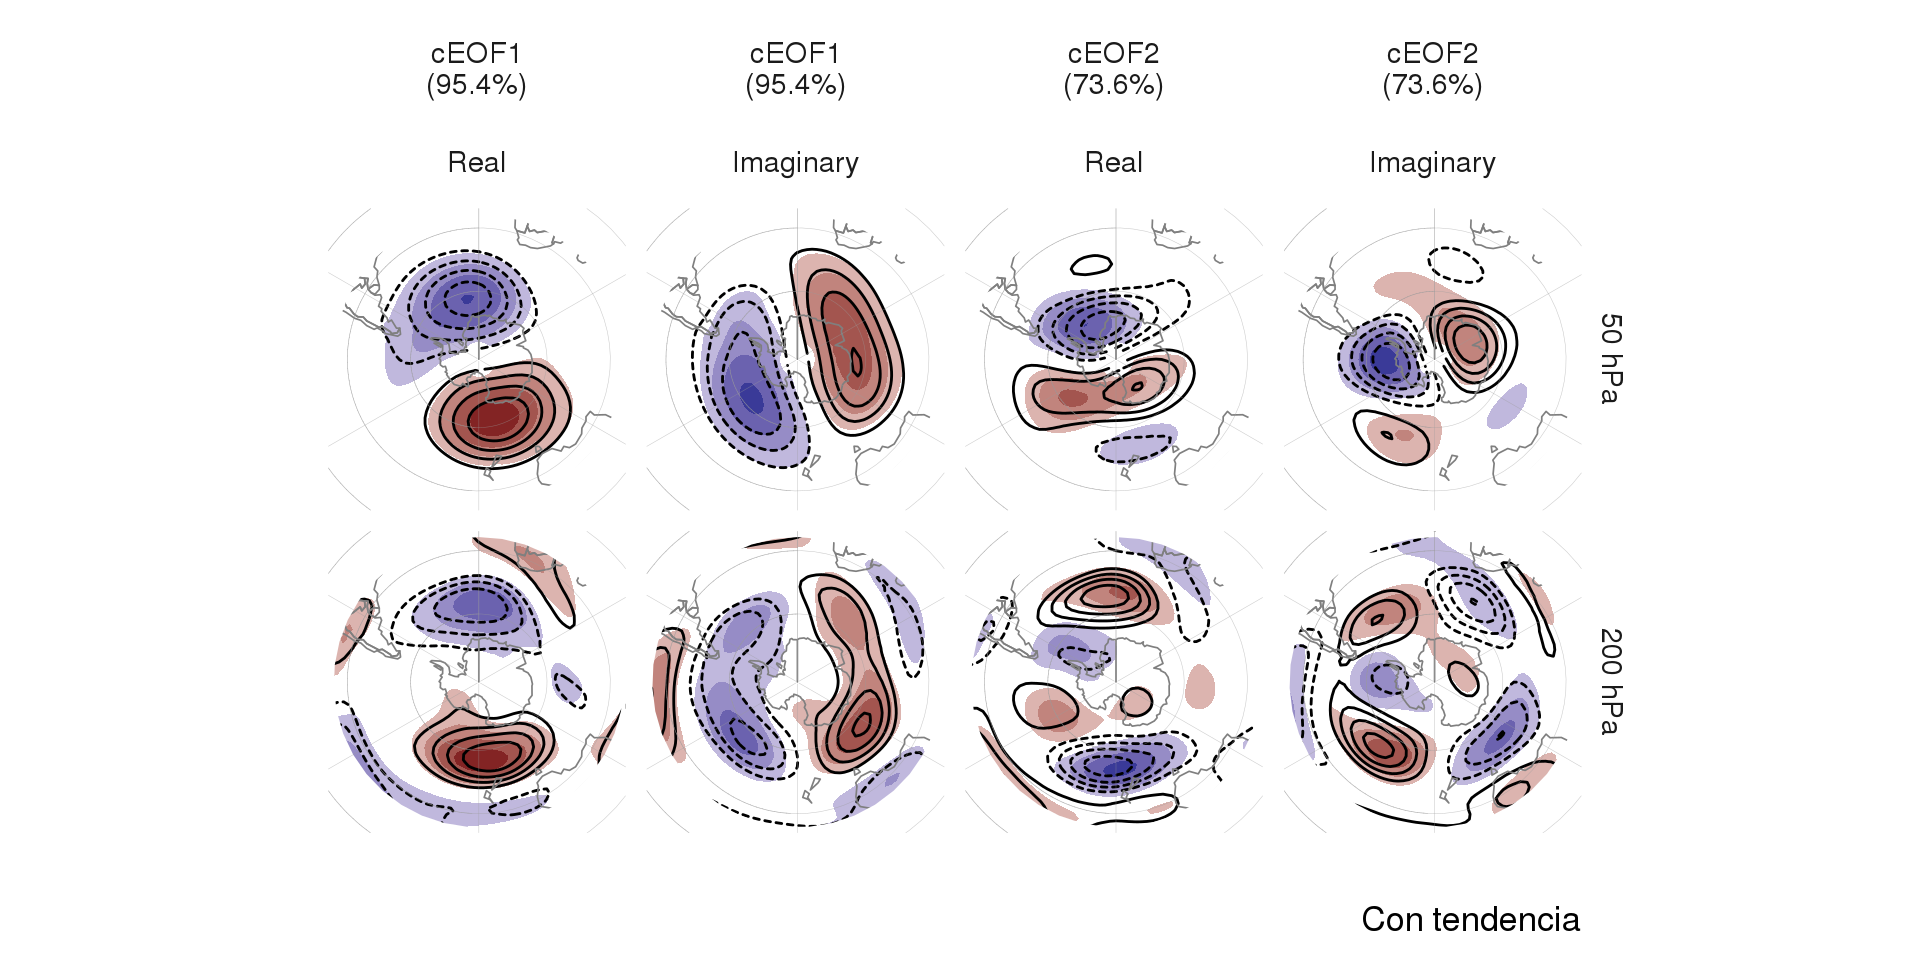 cEOF1
(95.4%)
cEOF1
(95.4%)
cEOF2
(73.6%)
cEOF2
(73.6%)
Real
Imaginary
Real
Imaginary
50 hPa
200 hPa
Con tendencia